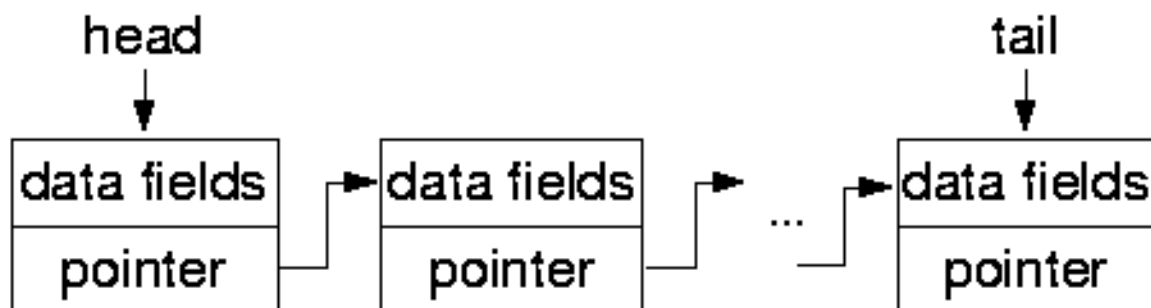 head tail
data fields data fields data fields
...
pointer pointer pointer